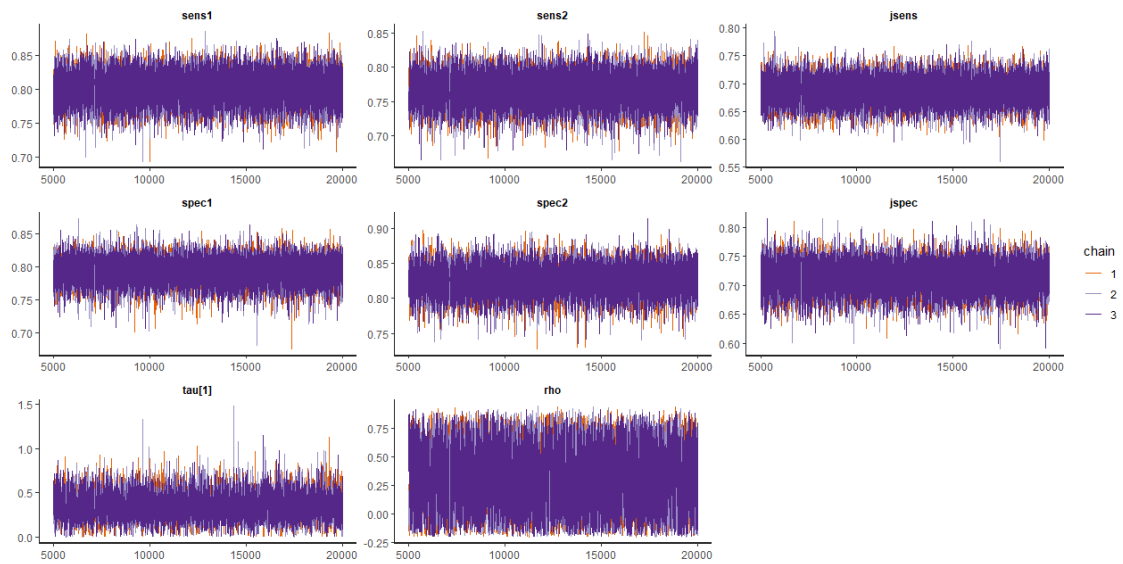 sens1 sens2 jsens
0.85 0.80 0.75 0.70
5000 10000 15000 20000
0.85 0.80 0.75 0.70
5000 10000 15000 20000
0.80 0.75 0.70 0.65 0.60 0.55
5000 10000 15000 20000
spec1 spec2 jspec
0.85 0.80 0.75 0.70
5000 10000 15000 20000
0.90 0.85 0.80 0.75
5000 10000 15000 20000
0.80 0.75 0.70 0.65 0.60
5000 10000 15000 20000
chain
1
2
3
tau[1] rho
1.5 1.0 0.5 0.0
5000 10000 15000 20000
0.75 0.50 0.25 0.00 -0.25
5000 10000 15000 20000